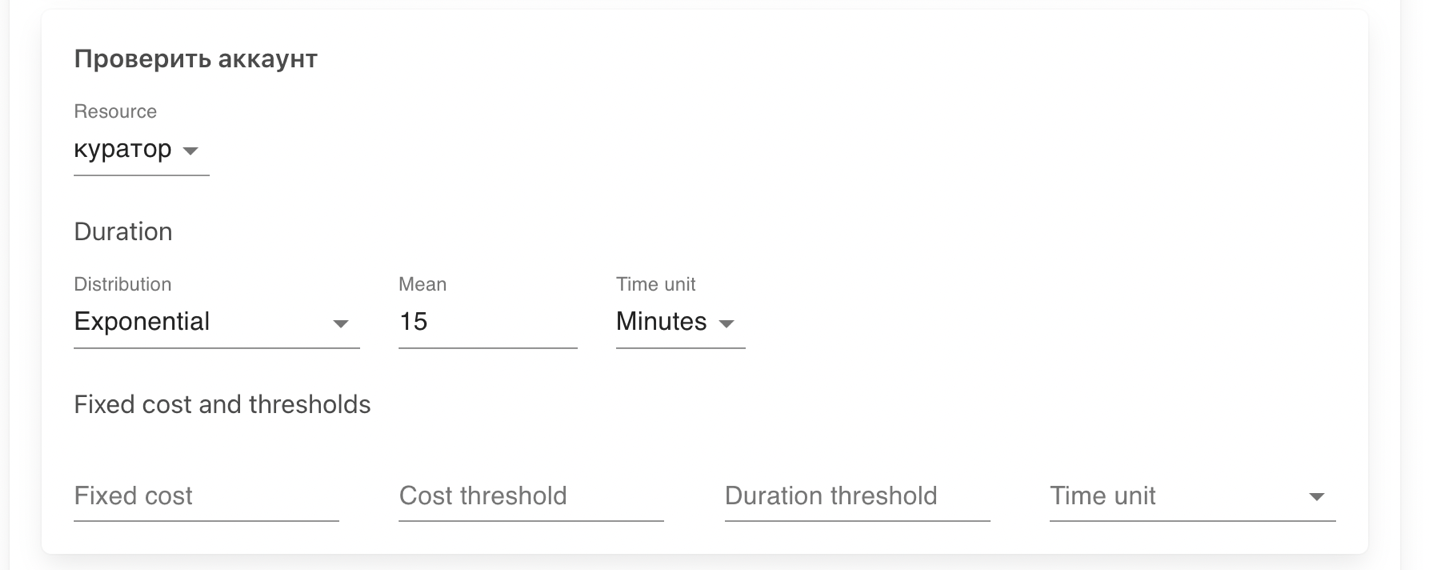 Проверить аккаунт
Resource
куратор
Duration
Distribution Mean Time unit
Exponential 15 Minutes
Fixed cost and thresholds
Fixed cost Cost threshold Duration threshold Time unit